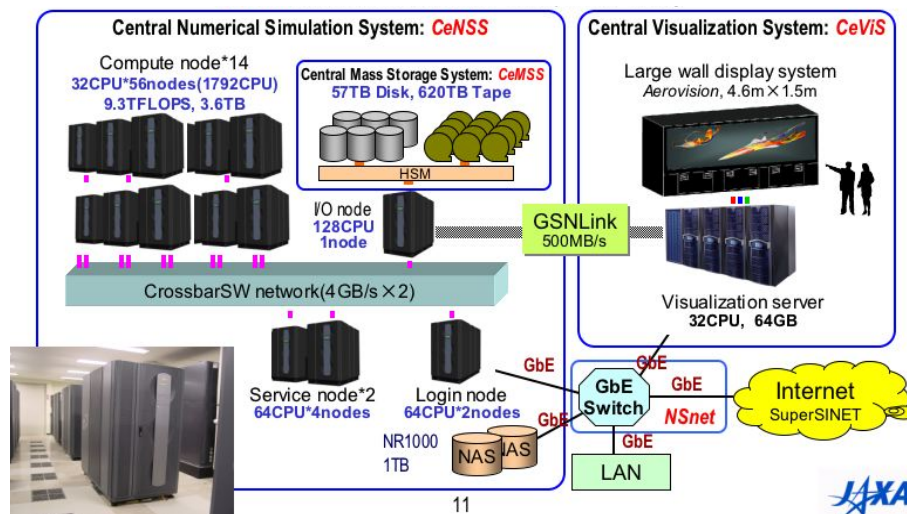 Central Numerical Simulation System: CeNSS
Compute node*14
32CPU*56nodes(1792CPU)
9.3TFLOPS, 3.6TB
Central Mass Storage System: CeMSS
57TB Disk, 620TB Tape
HSM
I/O node
128CPU
1node
CrossbarSW network(4GB/s×2)
Service node*2
64CPU*4nodes
Login node
64CPU*2nodes
NR1000
1TB
NAS
NAS
GSNLink
500MB/s
Central Visualization System: CeViS
Large wall display system
Aerovision, 4.6m×1.5m
Visualization server
32CPU, 64GB
GbE
GbE
GbE
GbE
GbE
GbE
Switch
NSnet
LAN
Internet
SuperSINET
11
JAXA